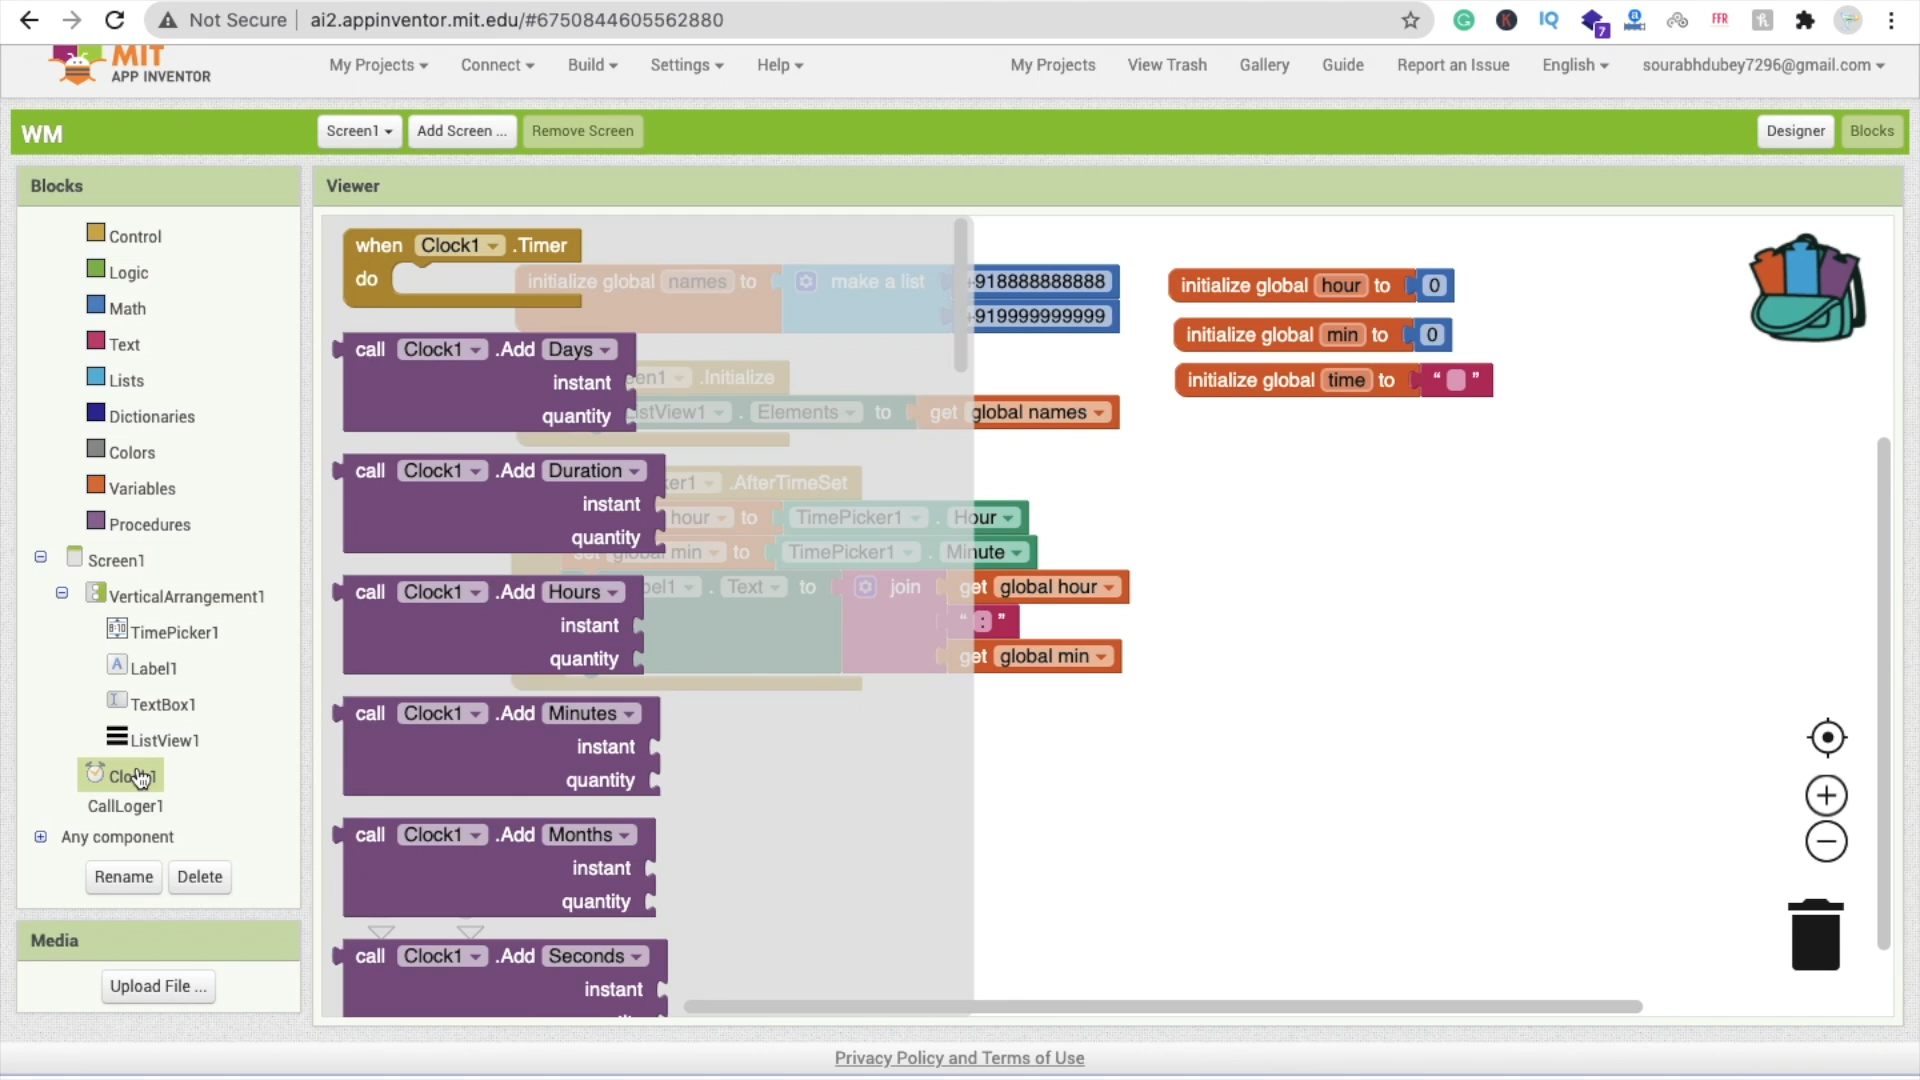 Not Secure
ai2.appinventor.mit.edu/#6750844605562880
MIT
APP INVENTOR
My Projects
Connect
Build
Settings
Help
My Projects
View Trash
Gallery
Guide
Report an Issue
English
sourabhdubey7296@gmail.com
WM
Screen1
Add Screen ...
Remove Screen
Designer
Blocks
Blocks
Control
Logic
Math
Text
Lists
Dictionaries
Colors
Variables
Procedures
Screen1
VerticalArrangement1
TimePicker1
Label1
TextBox1
ListView1
CallLoger1
Any component
Rename
Delete
Media
Upload File ...
Viewer
when Clock1 .Timer
do
call Clock1 .Add Days
instant
quantity
call Clock1 .Add Duration
instant
quantity
call Clock1 .Add Hours
instant
quantity
call Clock1 .Add Minutes
instant
quantity
call Clock1 .Add Months
instant
quantity
call Clock1 .Add Seconds
instant
initialize global names to make a list
918888888888
919999999999
.Initialize
Elements to get global names
.AfterTimeSet
hour to TimePicker1 . Hour
global min to TimePicker1 . Minute
. Text to join get global hour
" : "
get global min
initialize global hour to 0
initialize global min to 0
initialize global time to " "
Privacy Policy and Terms of Use